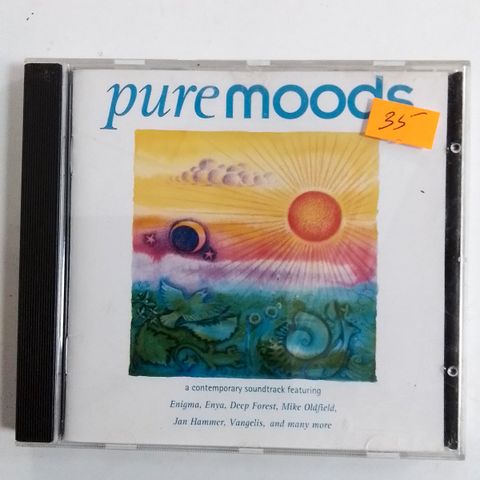 pure moods
35-
a contemporary soundtrack featuring
Enigma, Enya, Deep Forest, Mike Oldfield,
Jan Hammer, Vangelis, and many more